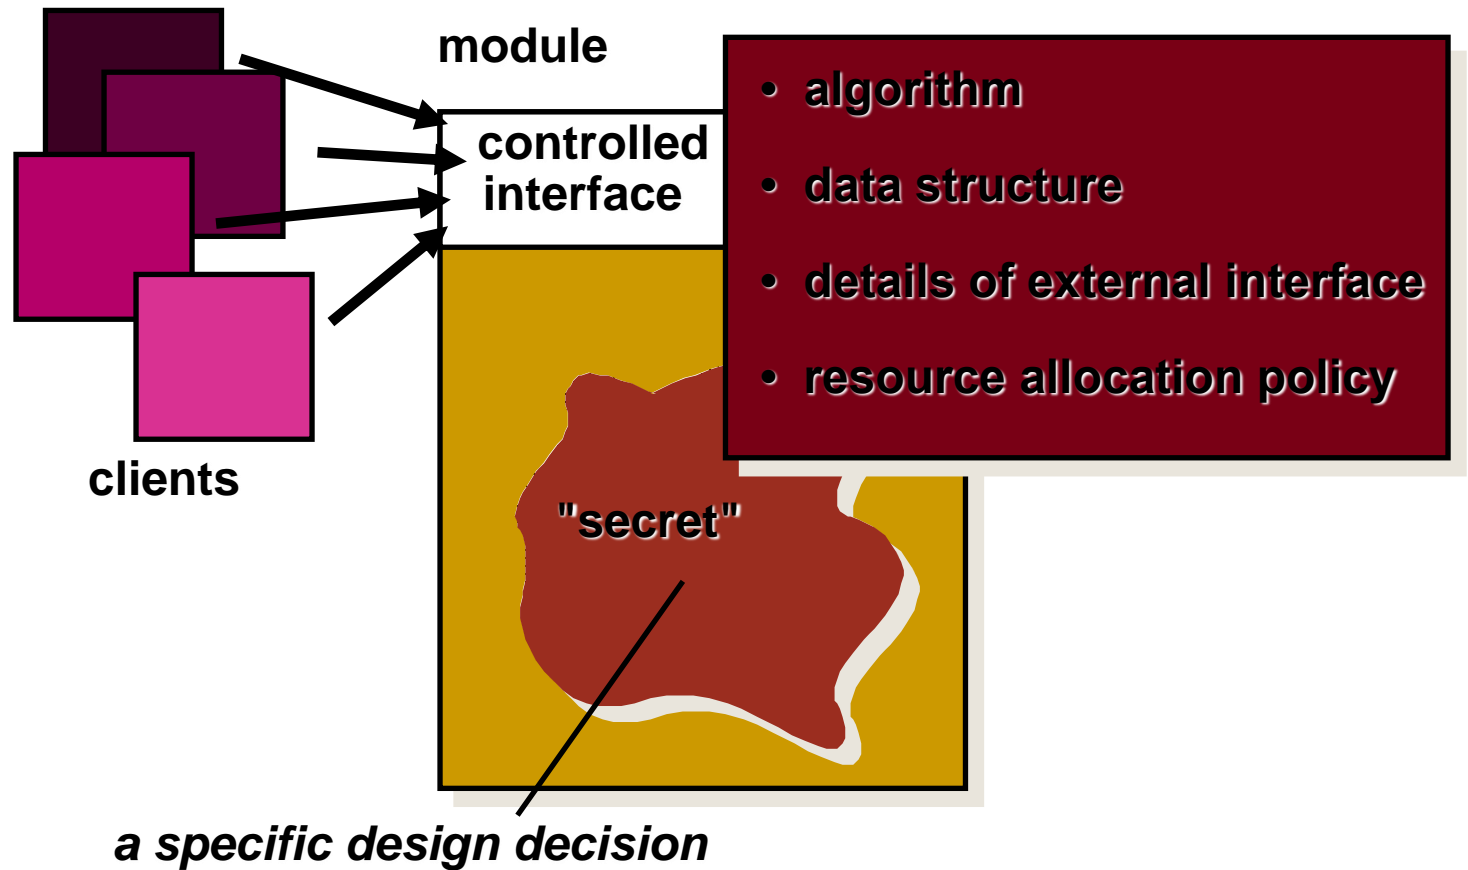 module
controlled
interface
• algorithm
• data structure
• details of external interface
• resource allocation policy
clients
"secret"
a specific design decision